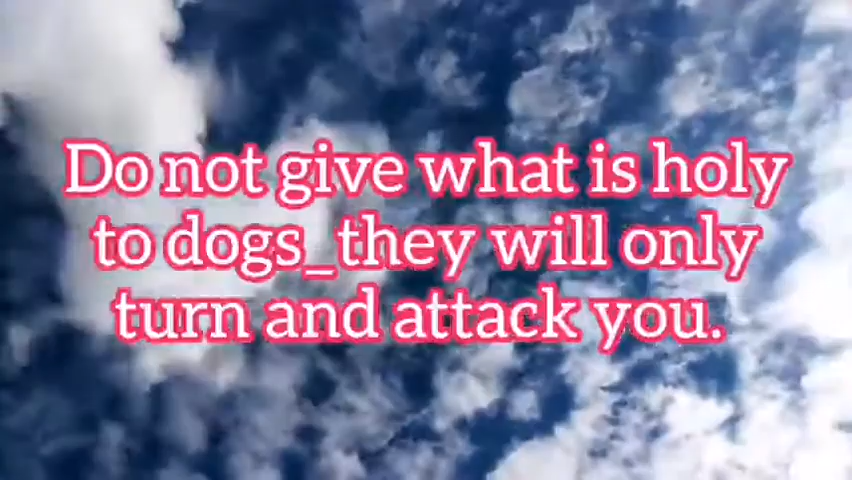 Do not give what is holy
to dogs_they will only
turn and attack you.